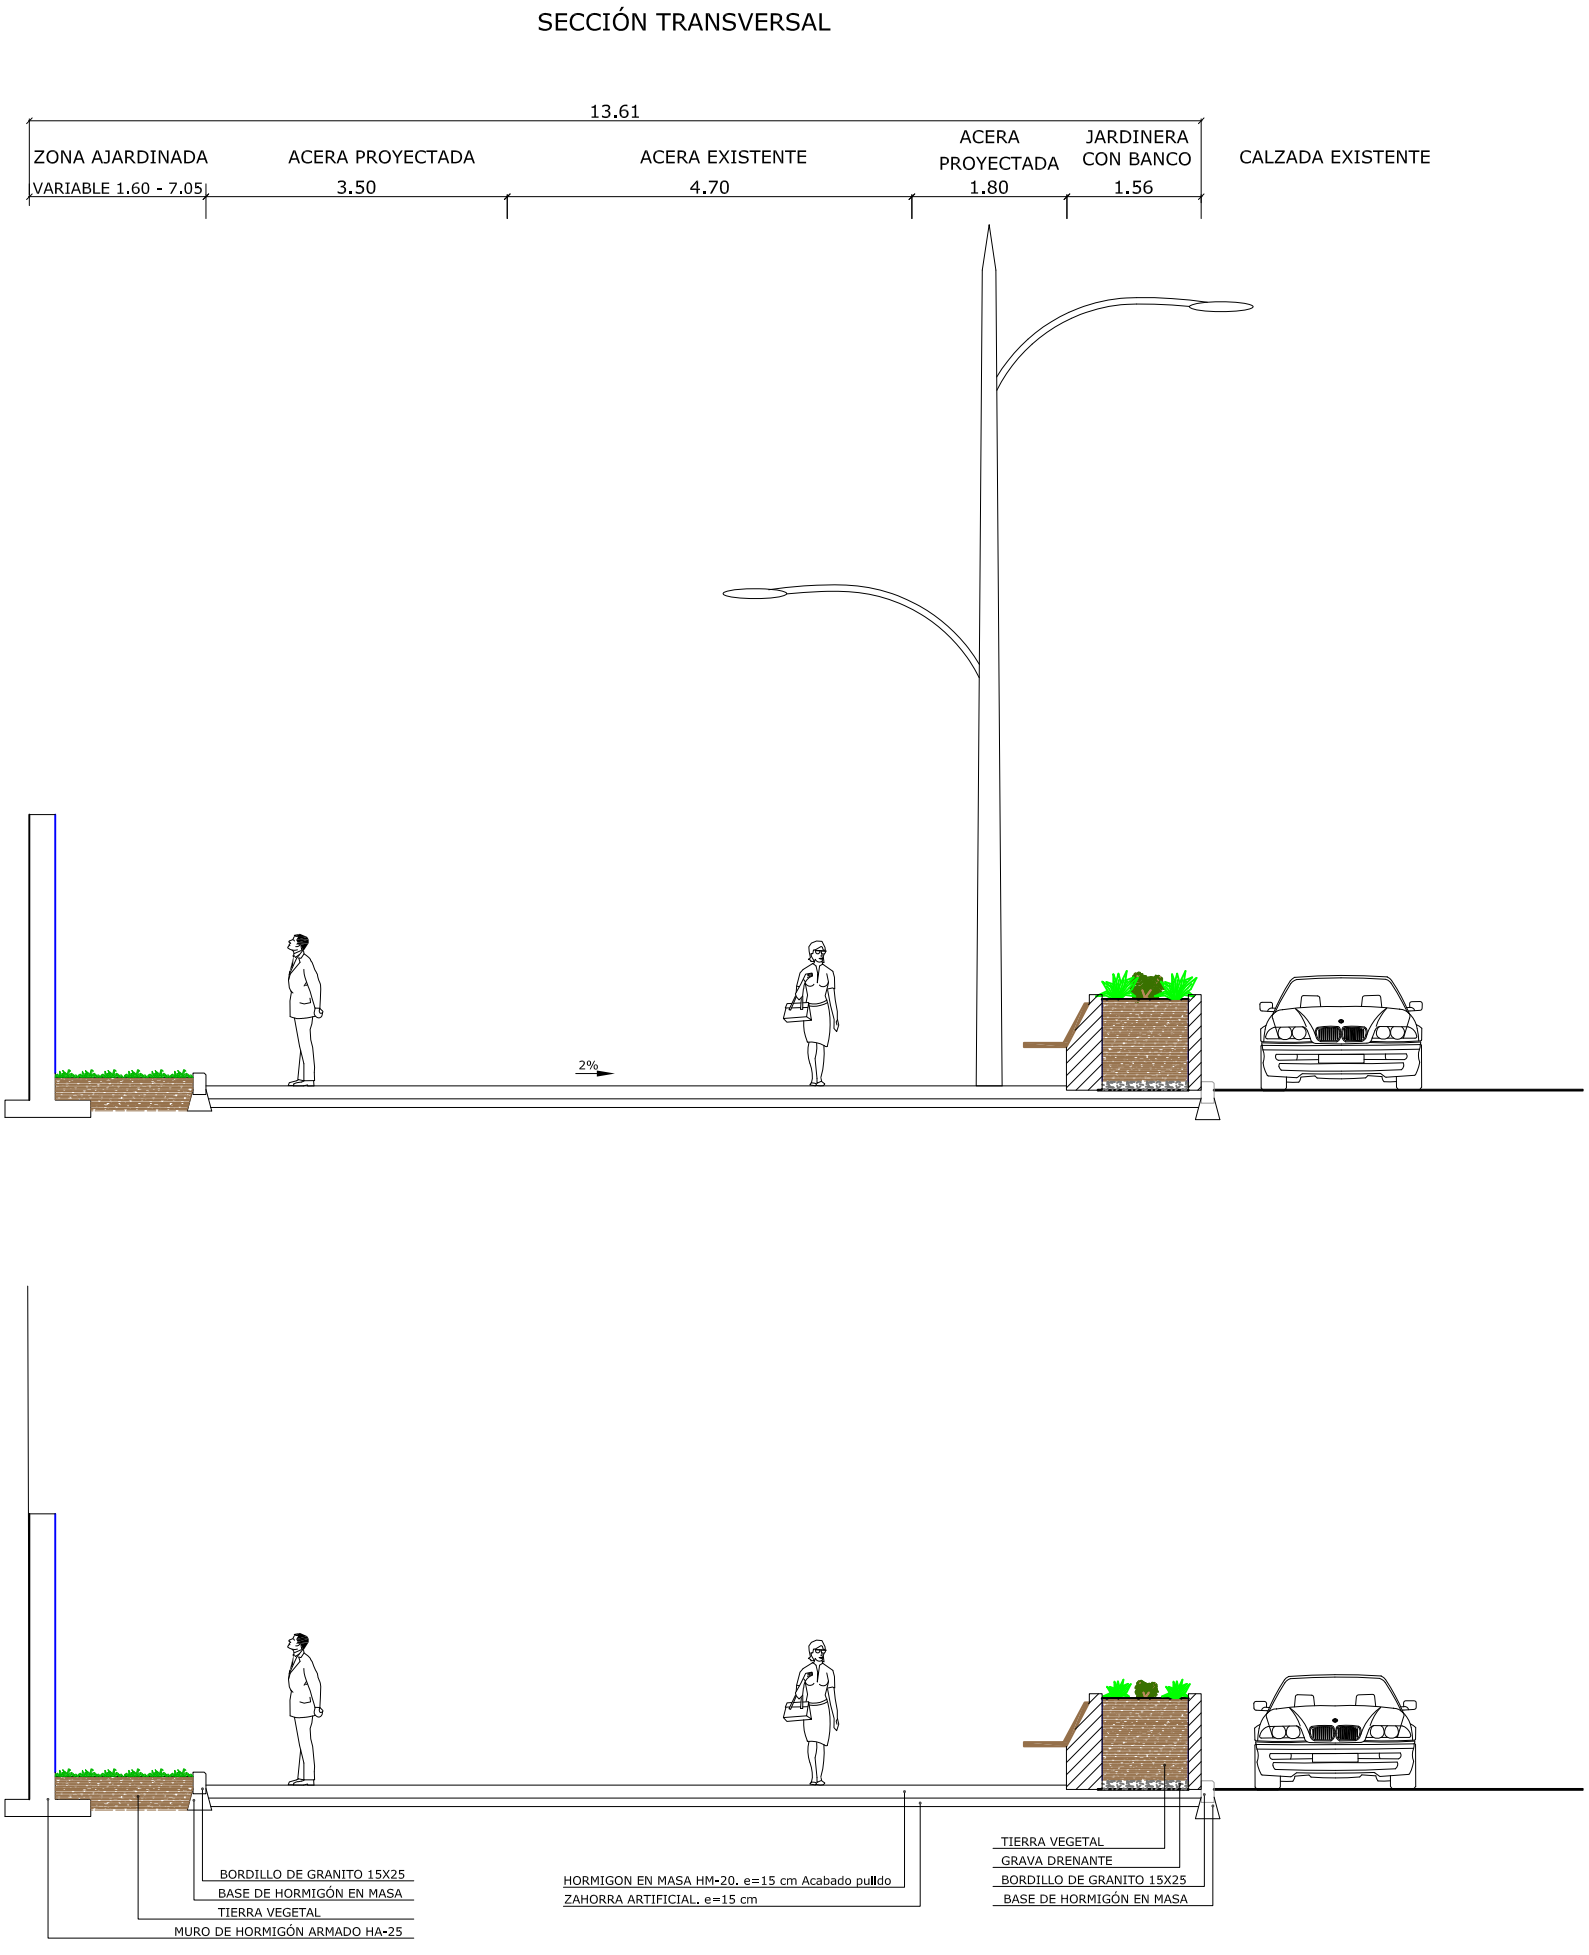 SECCIÓN TRANSVERSAL
13.61
ZONA AJARDINADA
ACERA PROYECTADA
ACERA EXISTENTE
ACERA
PROYECTADA
JARDINERA
CON BANCO
CALZADA EXISTENTE
VARIABLE 1.60 - 7.05
3.50
4.70
1.80
1.56
2%
BORDILLO DE GRANITO 15X25
BASE DE HORMIGÓN EN MASA
TIERRA VEGETAL
MURO DE HORMIGÓN ARMADO HA-25
HORMIGON EN MASA HM-20. e=15 cm Acabado pulido
ZAHORRA ARTIFICIAL. e=15 cm
TIERRA VEGETAL
GRAVA DRENANTE
BORDILLO DE GRANITO 15X25
BASE DE HORMIGÓN EN MASA